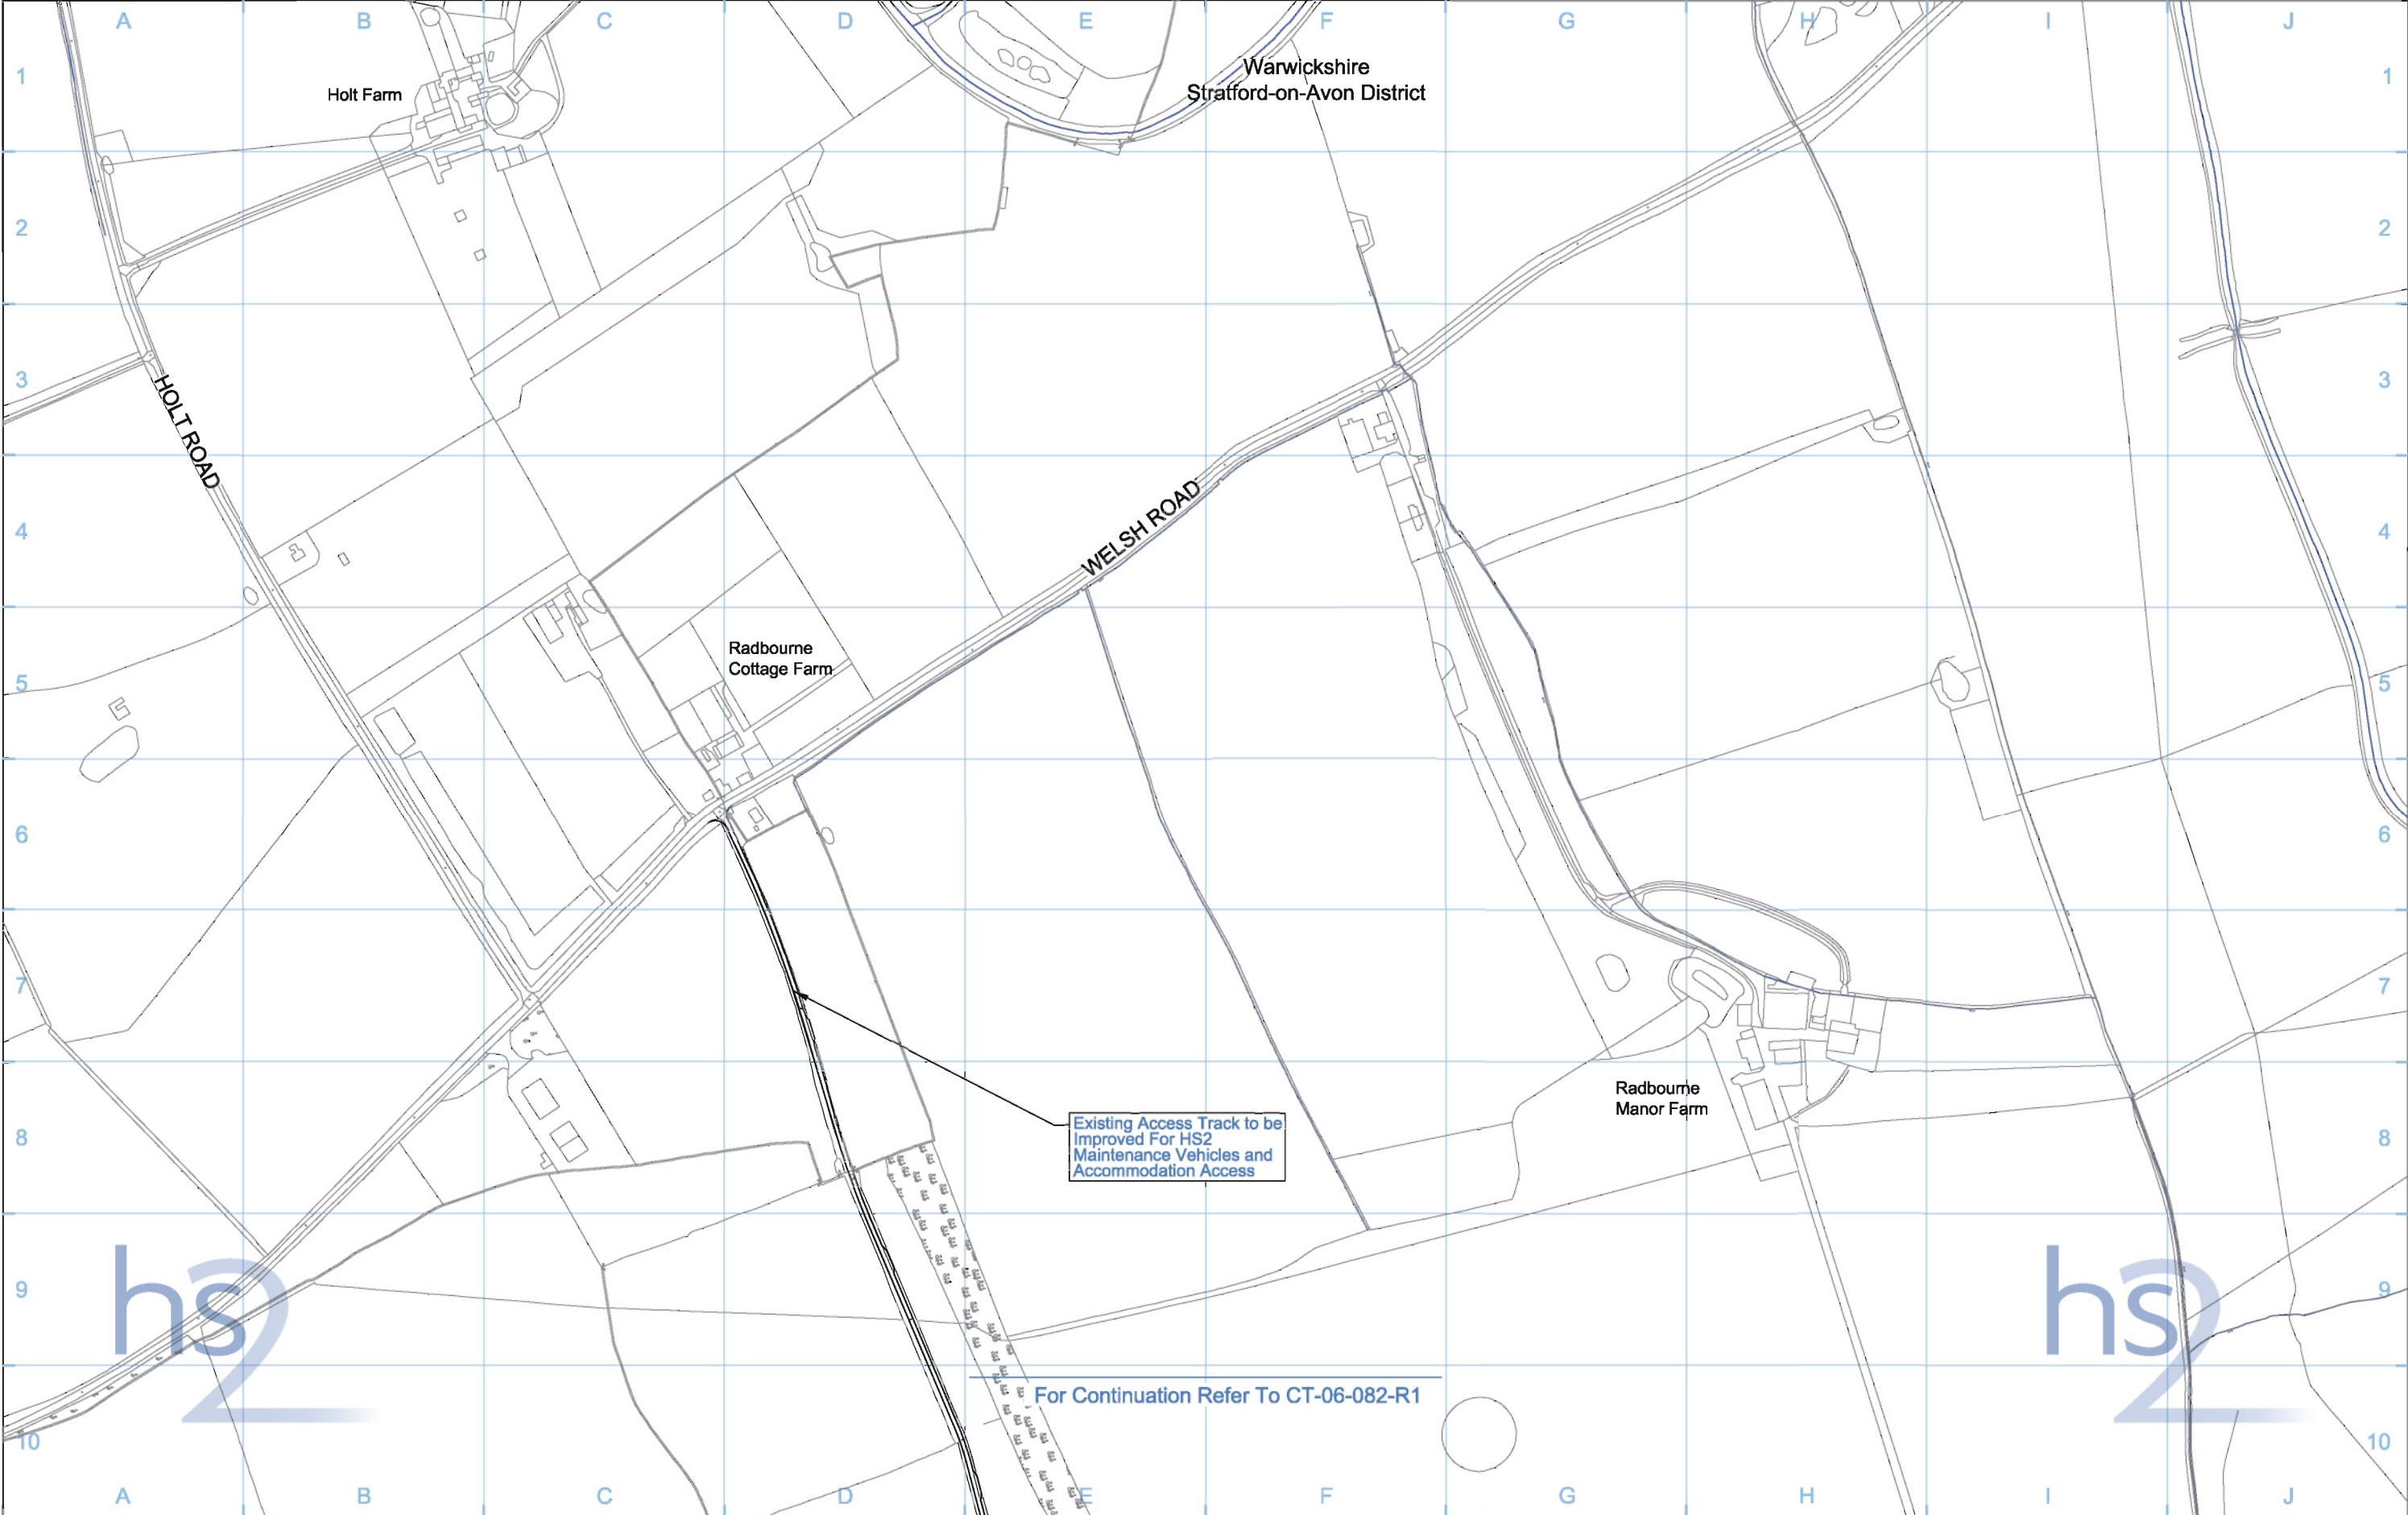 A B C D E F G H I J
1 1
Warwickshire
Stratford-on-Avon District
Holt Farm
2 2
3 3
HOLT ROAD
4 4
WELSH ROAD
5 5
Radbourne
Cottage Farm
6 6
7 7
8 8
Radbourne
Manor Farm
Existing Access Track to be
Improved For HS2
Maintenance Vehicles and
Accommodation Access
9 9
hs2 hs2
For Continuation Refer To CT-06-082-R1
10 10
A B C D E F G H I J